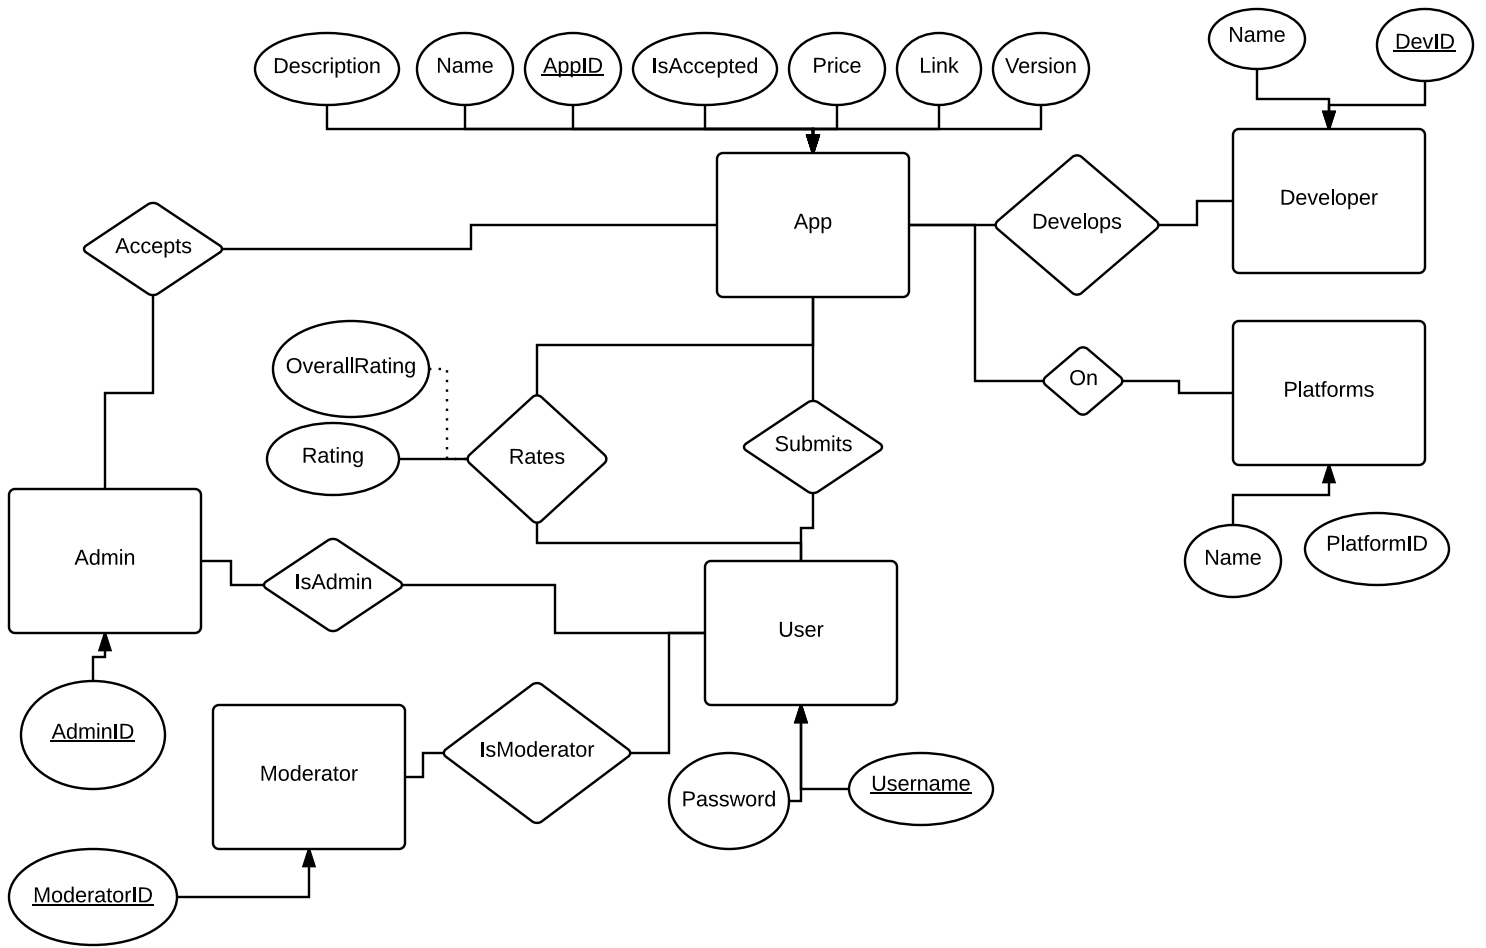 Name
DevID
Description
Name
AppID
IsAccepted
Price
Link
Version
App
Develops
Developer
Accepts
OverallRating
On
Platforms
Rating
Rates
Submits
Admin
IsAdmin
Name
PlatformID
User
AdminID
Moderator
IsModerator
Password
Username
ModeratorID